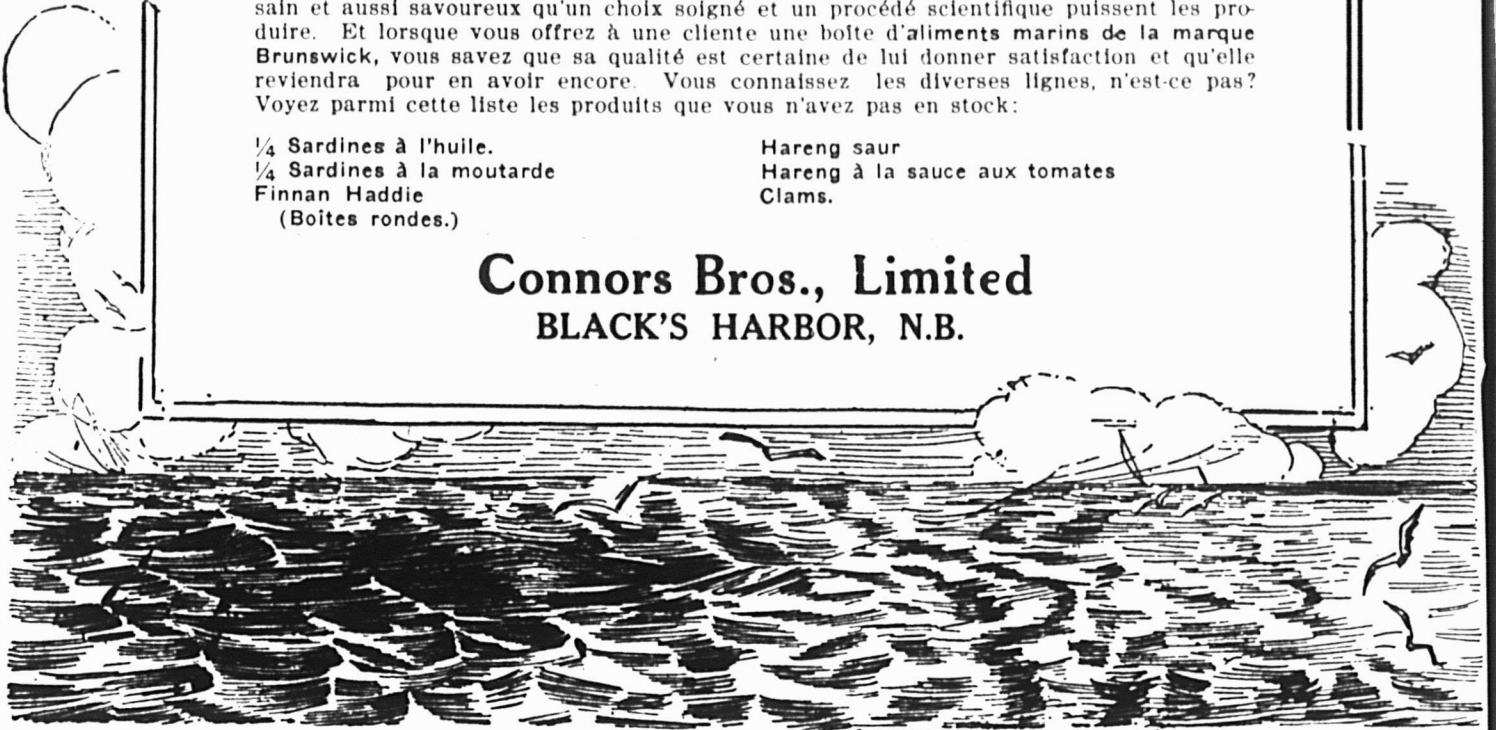 sain et aussi savoureux qu'un choix soigné et un procédé scientifique puissent les pro-
duire. Et lorsque vous offrez à une cliente une boîte d'aliments marins de la marque
Brunswick, vous savez que sa qualité est certaine de lui donner satisfaction et qu'elle
reviendra pour en avoir encore. Vous connaissez les diverses lignes, n'est-ce pas?
Voyez parmi cette liste les produits que vous n'avez pas en stock:
¼ Sardines à l'huile.
¼ Sardines à la moutarde
Finnan Haddie
(Boîtes rondes.)
Hareng saur
Hareng à la sauce aux tomates
Clams.
Connors Bros., Limited
BLACK'S HARBOR, N.B.